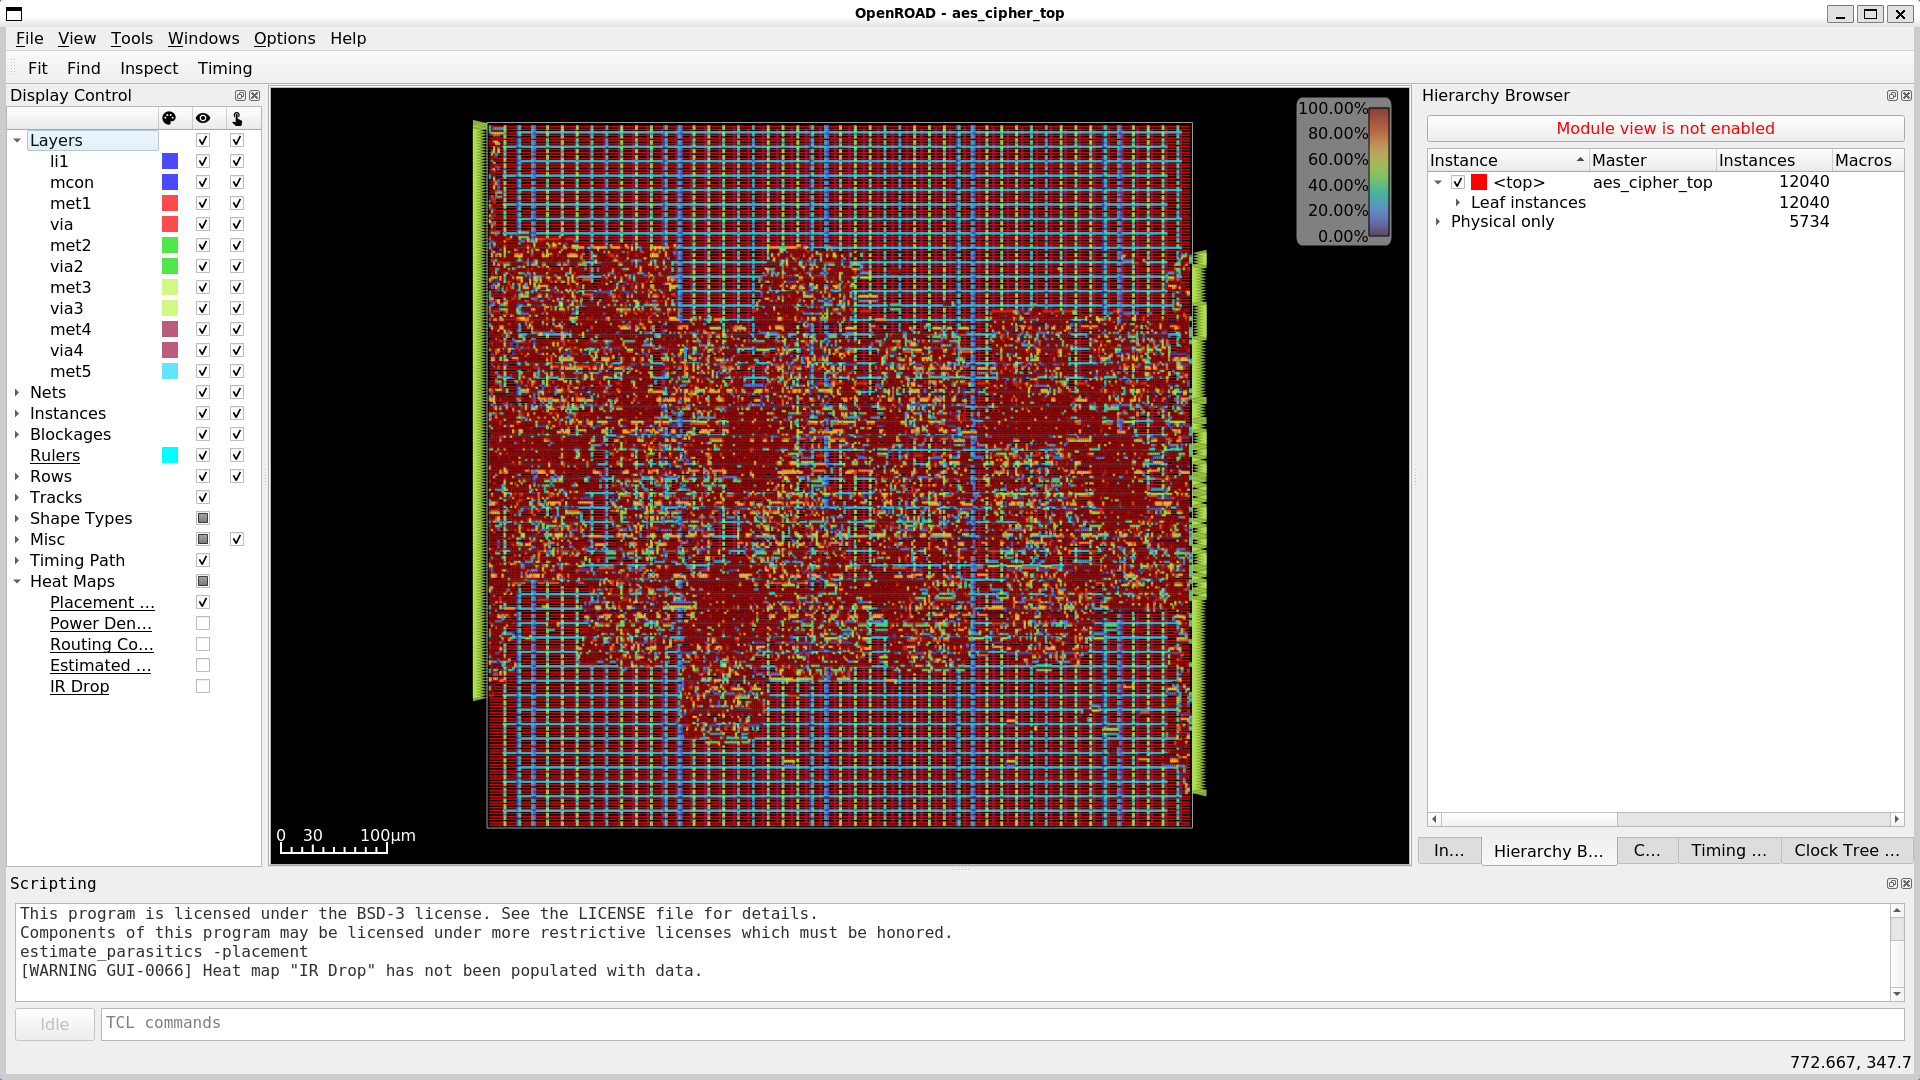 OpenROAD - aes_cipher_top
File View Tools Windows Options Help
Fit Find Inspect Timing
Display Control
Layers
li1
mcon
met1
via
met2
via2
met3
via3
met4
via4
met5
Nets
Instances
Blockages
Rulers
Rows
Tracks
Shape Types
Misc
Timing Path
Heat Maps
Placement ...
Power Den...
Routing Co...
Estimated ...
IR Drop
100.00%
80.00%
60.00%
40.00%
20.00%
0.00%
0 30 100μm
Hierarchy Browser
Module view is not enabled
Instance Master Instances Macros
<top> aes_cipher_top 12040
Leaf instances 12040
Physical only 5734
In... Hierarchy B... C... Timing ... Clock Tree ...
Scripting
This program is licensed under the BSD-3 license. See the LICENSE file for details.
Components of this program may be licensed under more restrictive licenses which must be honored.
estimate_parasitics -placement
[WARNING GUI-0066] Heat map "IR Drop" has not been populated with data.
Idle TCL commands
772.667, 347.7